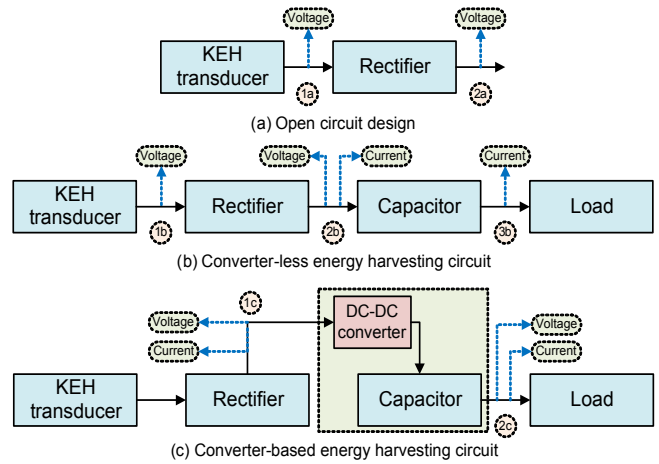 Voltage
Voltage
KEH transducer
Rectifier
1a
2a
(a) Open circuit design
Voltage
Voltage
Current
Current
KEH transducer
Rectifier
Capacitor
Load
1b
2b
3b
(b) Converter-less energy harvesting circuit
1c
DC-DC converter
Voltage
Current
Voltage
Current
KEH transducer
Rectifier
Capacitor
Load
2c
(c) Converter-based energy harvesting circuit